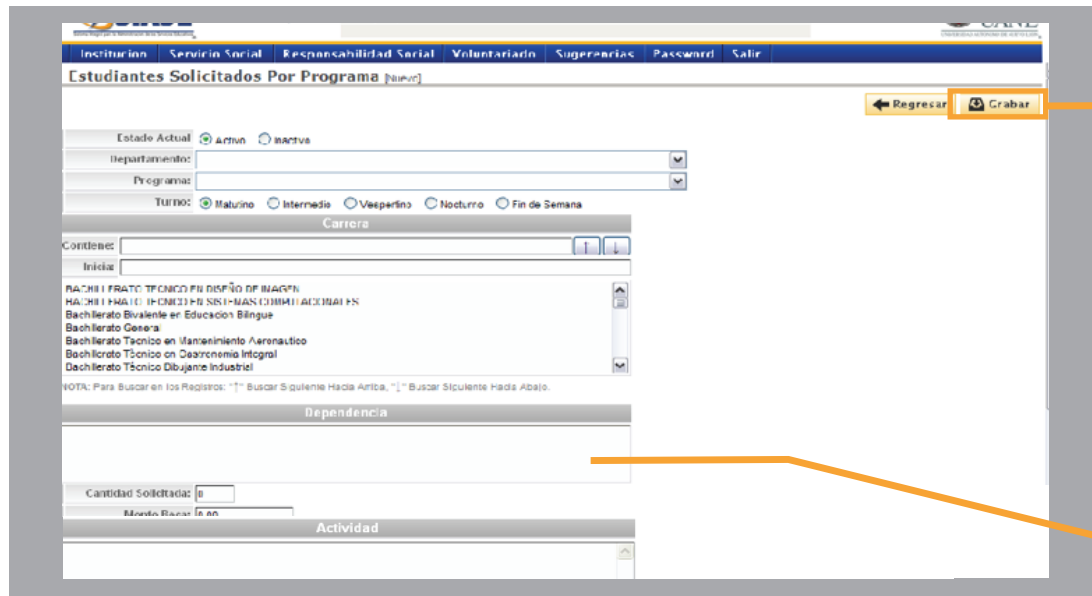 UANL
Institucion Servicio Social Responsabilidad Social Voluntariado Sugerencias Password Salir
Estudiantes Solicitados Por Programa [Nuevo]
Regresar Grabar
Estado Actual Activo Inactivo
Departamento:
Programa:
Turno: Matutino Intermedio Vespertino Nocturno Fin de Semana
Carrera
Contiene: ↑ ↓
Inicia:
BACHILLERATO TECNICO EN DISEÑO DE IMAGEN
BACHILLERATO TECNICO EN SISTEMAS COMPUTACIONALES
Bachillerato Bivalente en Educacion Bilingue
Bachillerato General
Bachillerato Tecnico en Mantenimiento Aeronautico
Bachillerato Técnico en Gastronomia Integral
Bachillerato Técnico Dibujante Industrial
NOTA: Para Buscar en los Registros: "↑" Buscar Siguiente Hacia Arriba, "↓" Buscar Siguiente Hacia Abajo.
Dependencia
Cantidad Solicitada: 0
Monto Beca: 0.00
Actividad